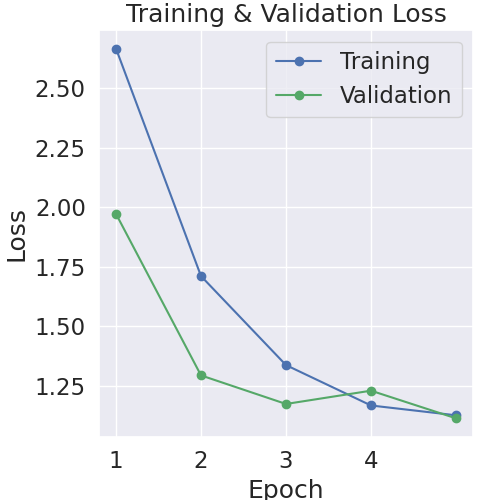 Training & Validation Loss
Training
Validation
Loss
2.50
2.25
2.00
1.75
1.50
1.25
1 2 3 4
Epoch